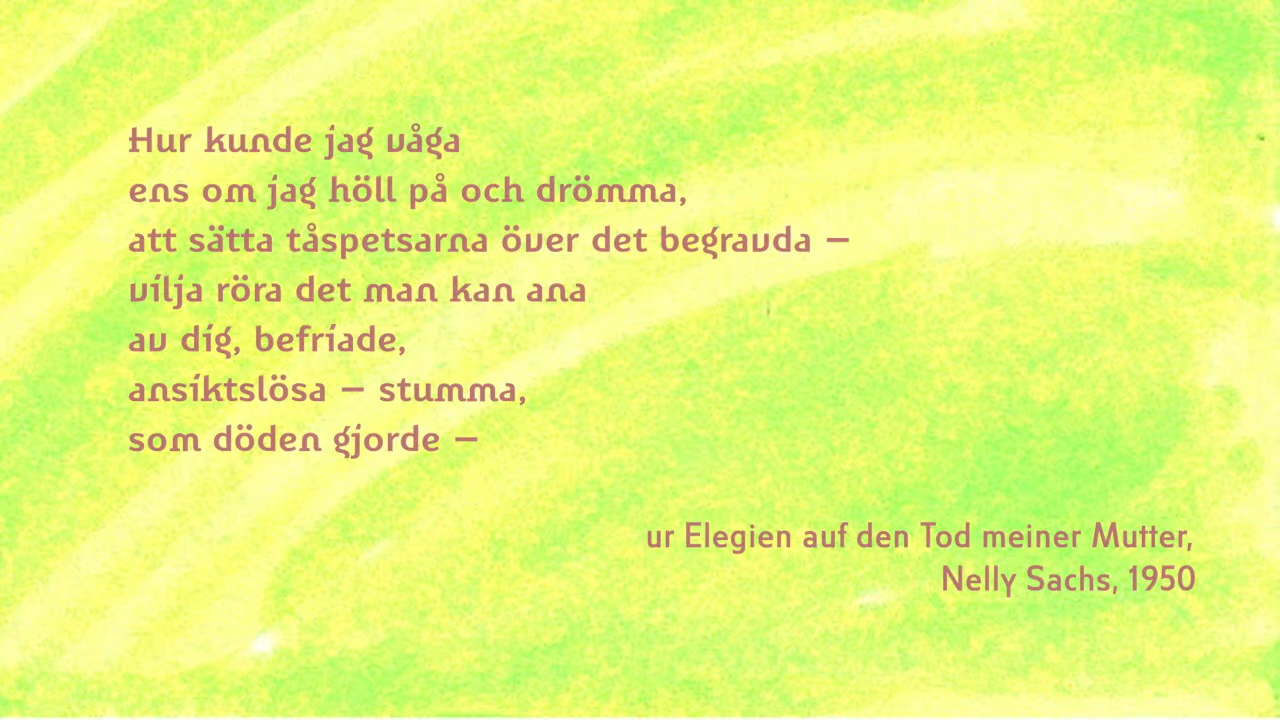 Hur kunde jag våga
ens om jag höll på och drömma,
att sätta tåspetsarna över det begravda –
vilja röra det man kan ana
av dig, befriade,
ansiktslösa – stumma,
som döden gjorde –
ur Elegien auf den Tod meiner Mutter,
Nelly Sachs, 1950